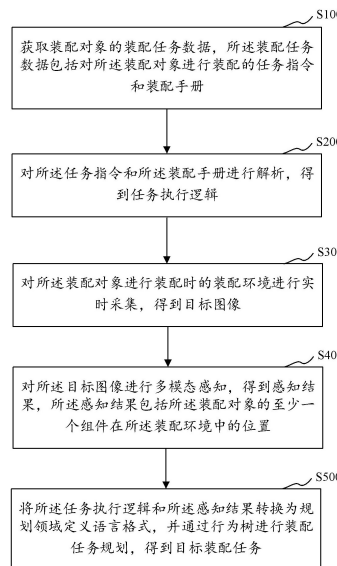 S100
获取装配对象的装配任务数据，所述装配任务
数据包括对所述装配对象进行装配的任务指令
和装配手册
S200
对所述任务指令和所述装配手册进行解析，得
到任务执行逻辑
S300
对所述装配对象进行装配时的装配环境进行实
时采集，得到目标图像
S400
对所述目标图像进行多模态感知，得到感知结
果，所述感知结果包括所述装配对象的至少一
个组件在所述装配环境中的位置
S500
将所述任务执行逻辑和所述感知结果转换为规
划领域定义语言格式，并通过行为树进行装配
任务规划，得到目标装配任务